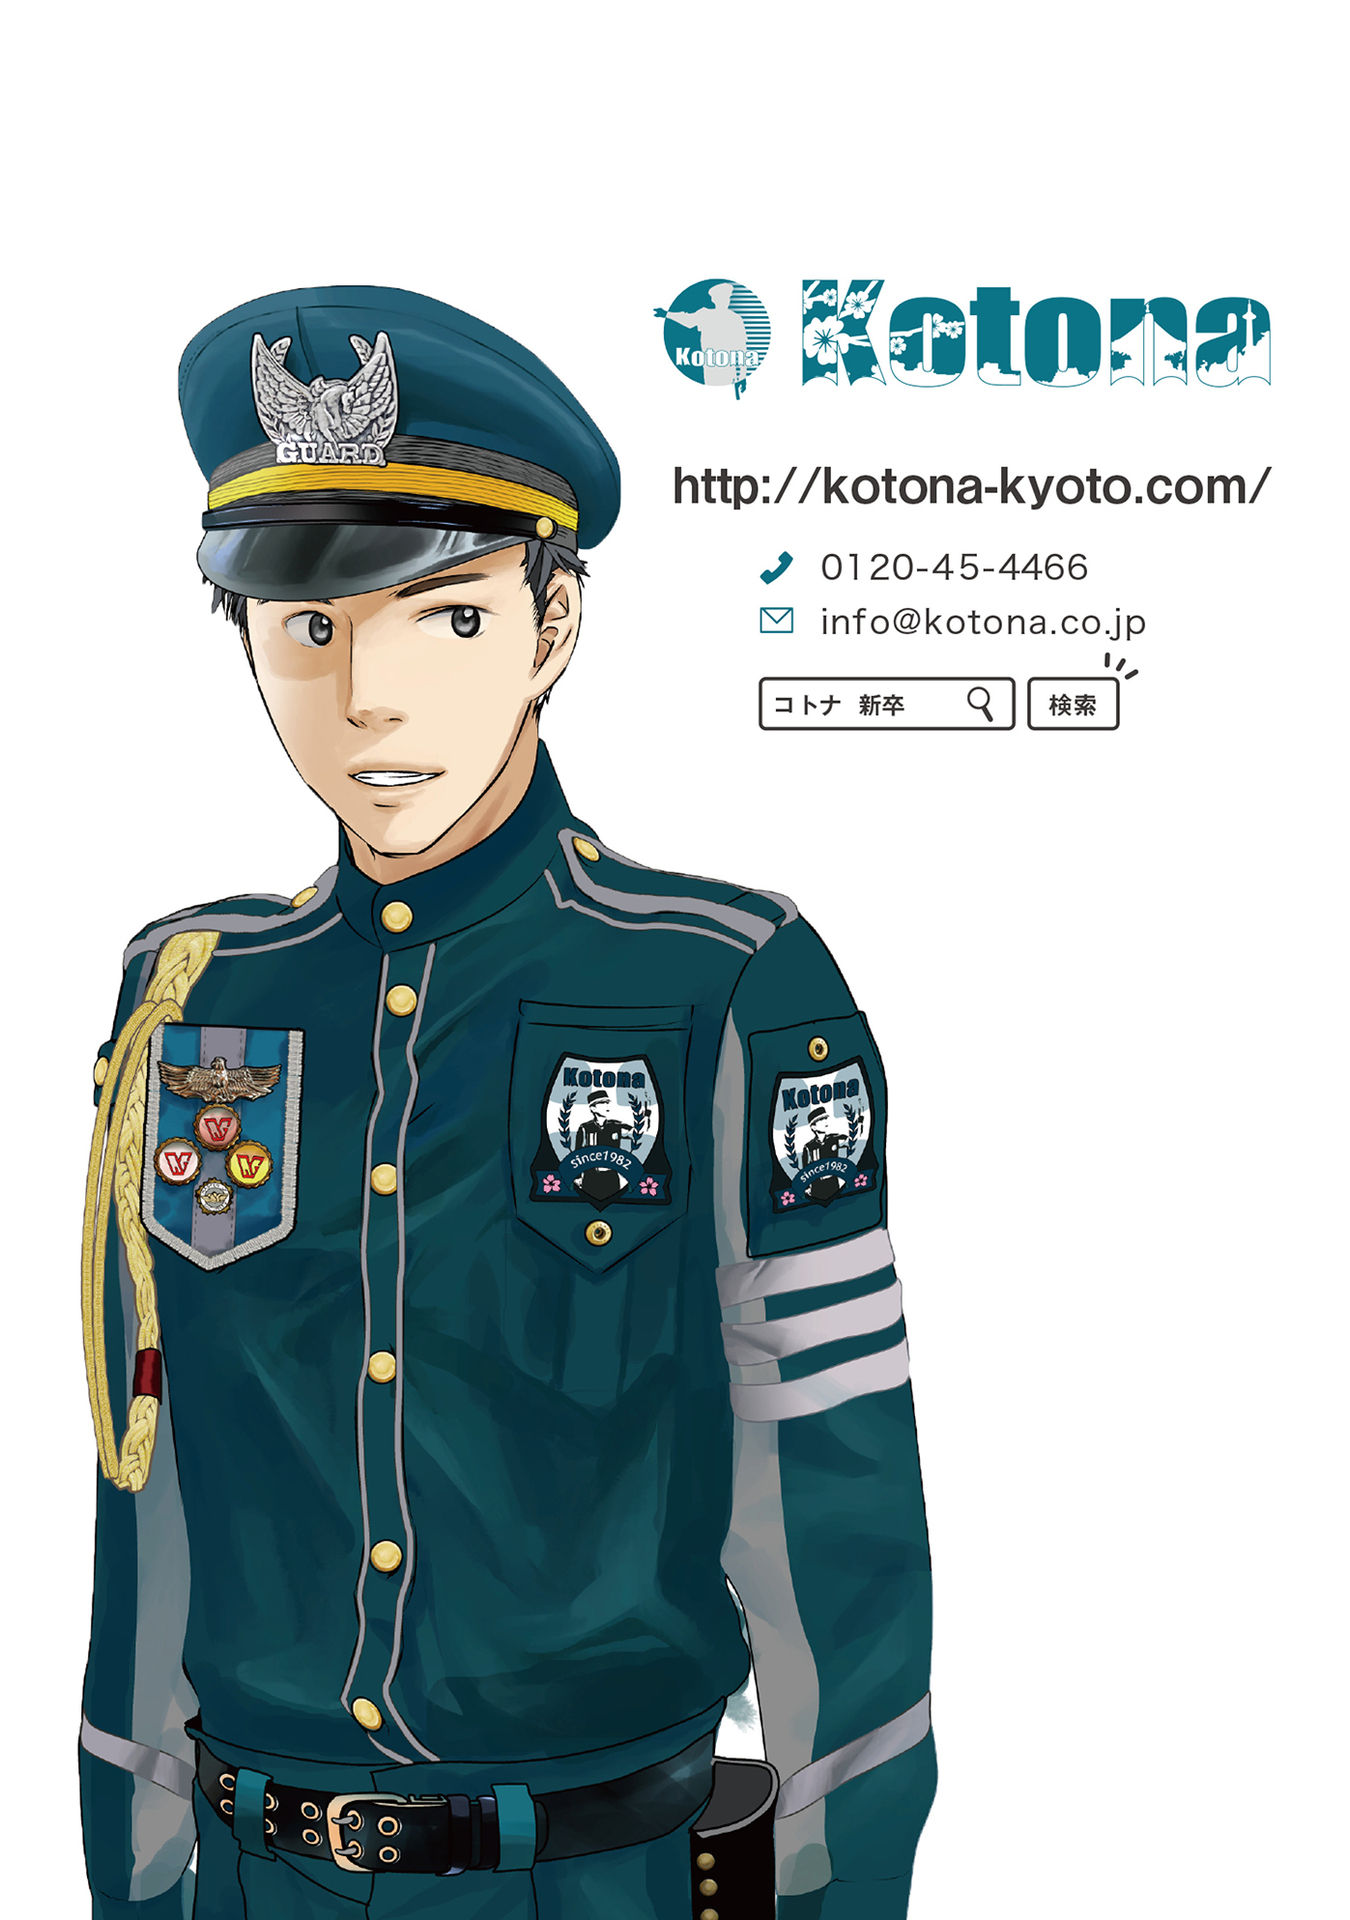 Kotona
Kotona
http://kotona-kyoto.com/
0120-45-4466
info@kotona.co.jp
コトナ 新卒
検索
GUARD
Kotona
since1982
Kotona
since1982